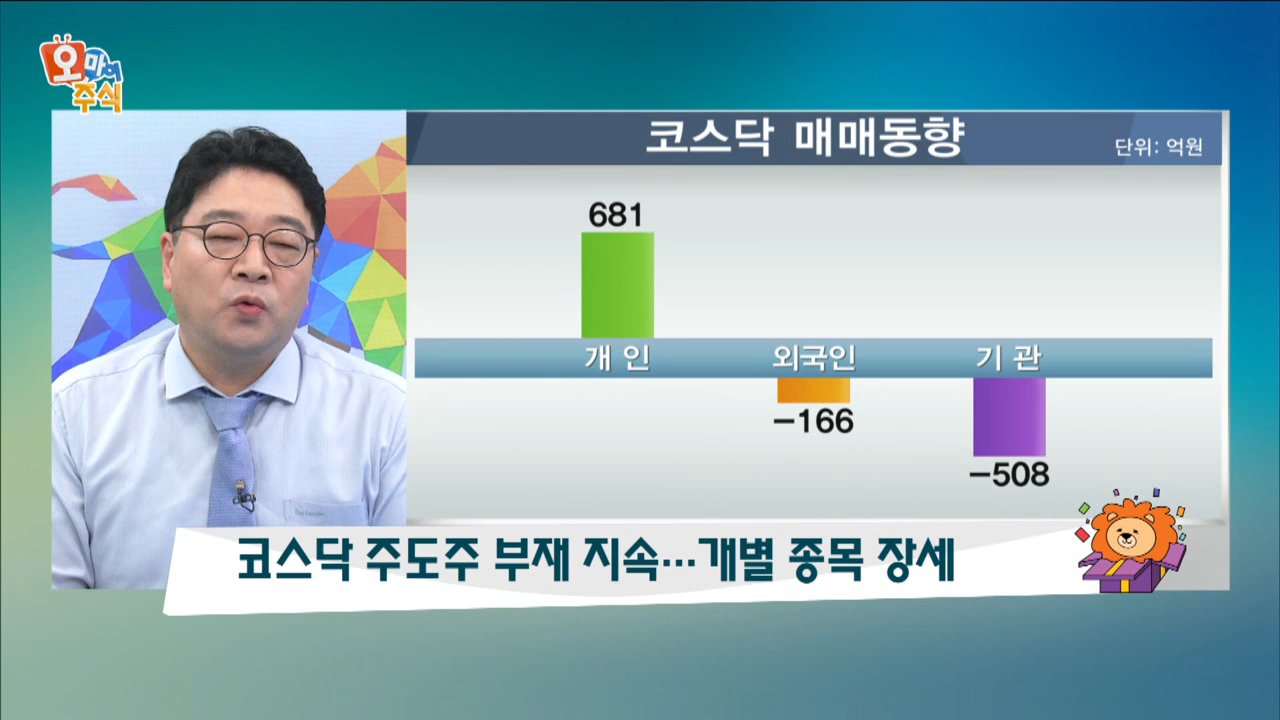 오마이
주식
코스닥 매매동향
단위: 억원
681
개 인 외국인 기 관
-166
-508
코스닥 주도주 부재 지속…개별 종목 장세